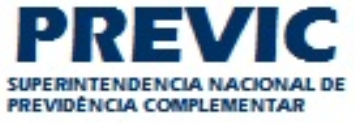 PREVIC
SUPERINTENDENCIA NACIONAL DE
PREVIDÊNCIA COMPLEMENTAR